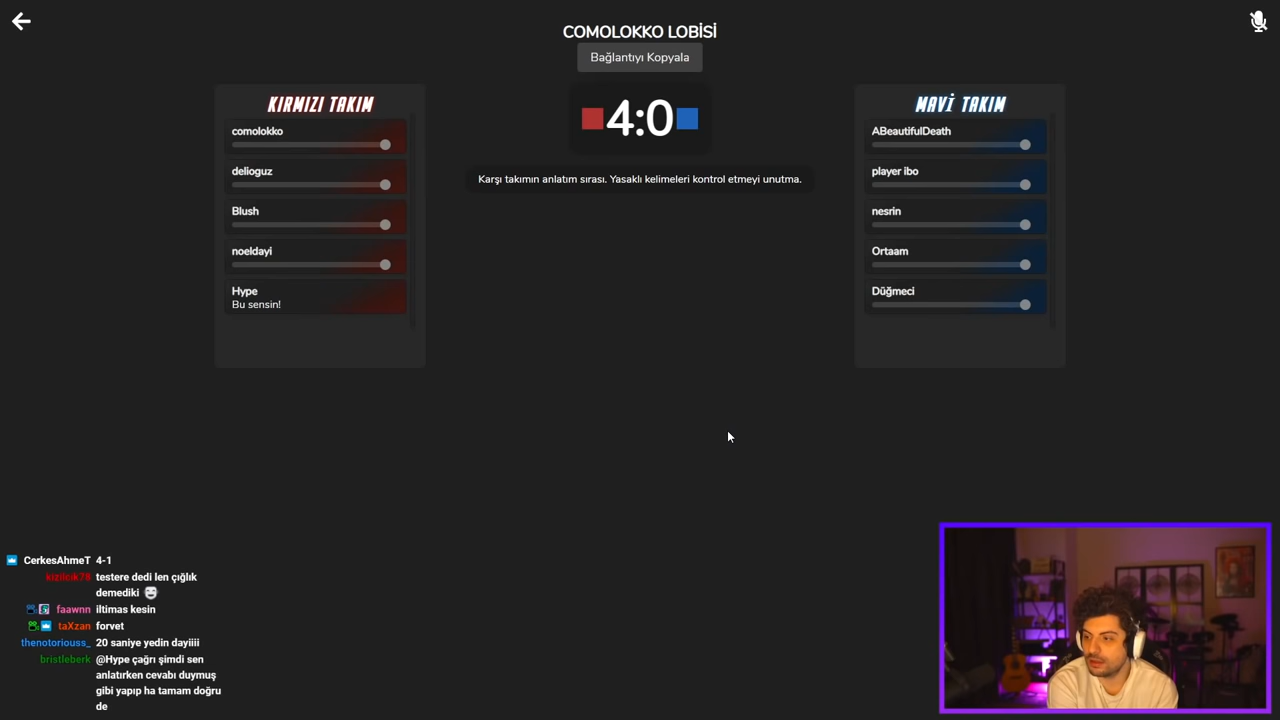 COMOLOKKO LOBİSİ
Bağlantıyı Kopyala
KIRMIZI TAKIM
comolokko
delioguz
Blush
noeldayi
Hype
Bu sensin!
4:0
Karşı takımın anlatım sırası. Yasaklı kelimeleri kontrol etmeyi unutma.
MAVİ TAKIM
ABeautifulDeath
player ibo
nesrin
Ortaam
Düğmeci
CerkesAhmeT 4-1
kizilcik78 testere dedi len çığlık
demediki
faawnn iltimas kesin
taXzan forvet
thenotoriouss_ 20 saniye yedin dayiiii
bristleberk @Hype çağrı şimdi sen
anlatırken cevabı duymuş
gibi yapıp ha tamam doğru
de